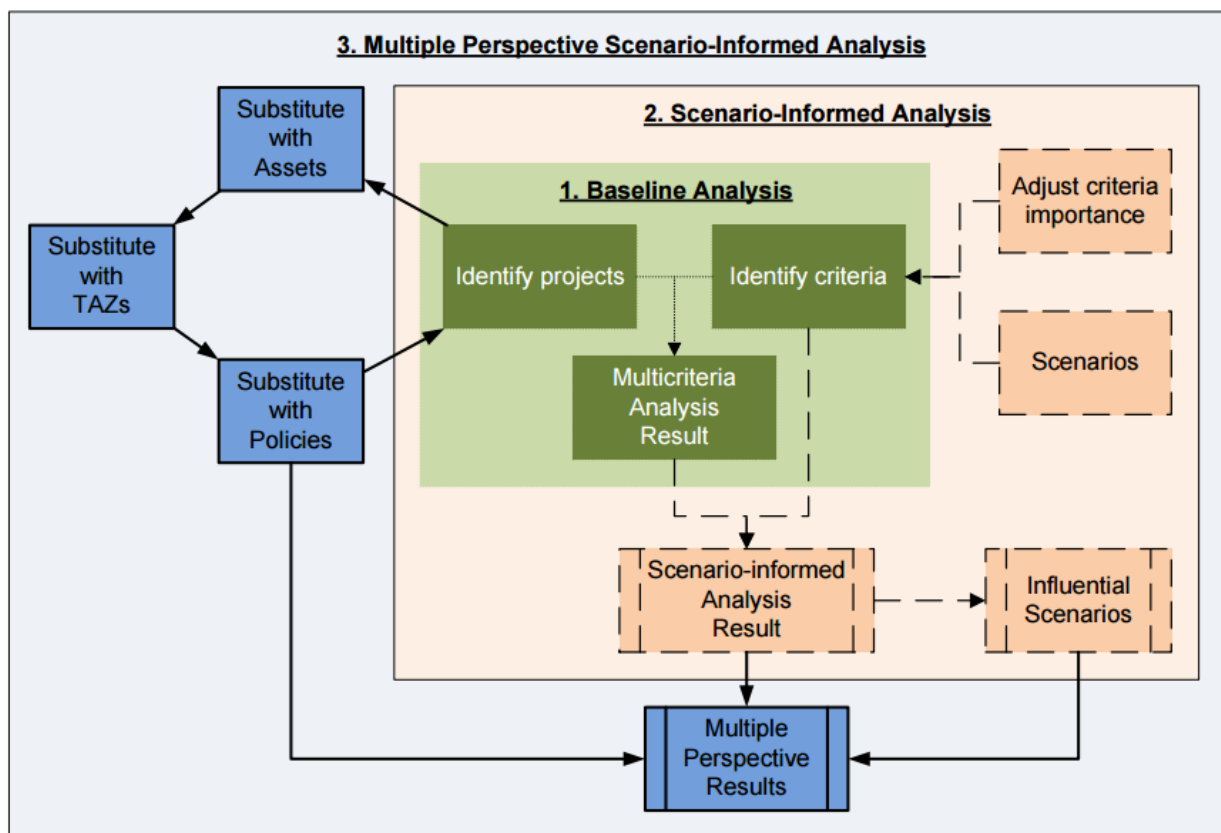 3. Multiple Perspective Scenario-Informed Analysis
Substitute
with
Assets
2. Scenario-Informed Analysis
1. Baseline Analysis
Adjust criteria
importance
Substitute
with
TAZs
Identify projects
Identify criteria
Scenarios
Substitute
with
Policies
Multicriteria
Analysis
Result
Scenario-informed
Analysis
Result
Influential
Scenarios
Multiple
Perspective
Results